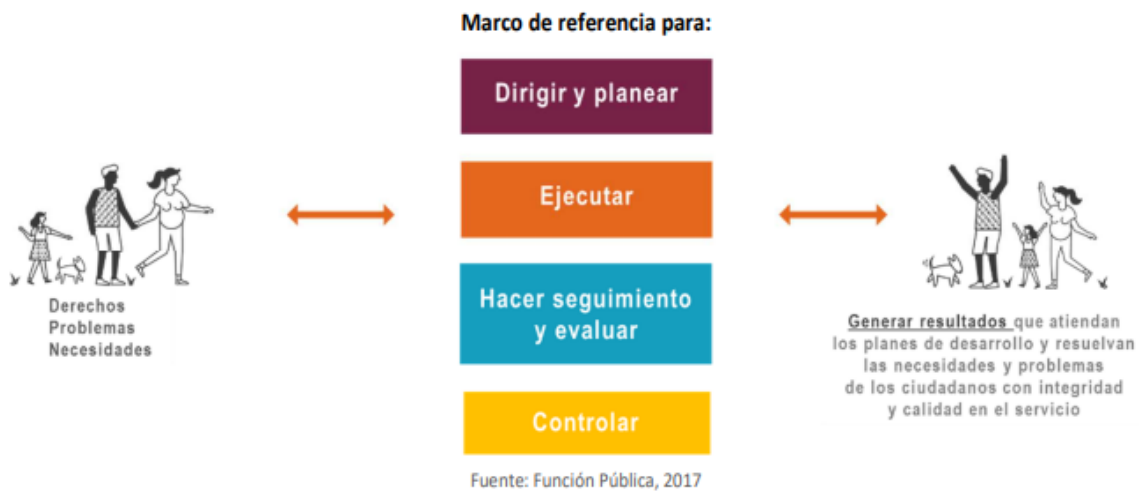 Marco de referencia para:
Dirigir y planear
Ejecutar
Hacer seguimiento
y evaluar
Controlar
Derechos
Problemas
Necesidades
Generar resultados que atiendan
los planes de desarrollo y resuelvan
las necesidades y problemas
de los ciudadanos con integridad
y calidad en el servicio
Fuente: Función Pública, 2017